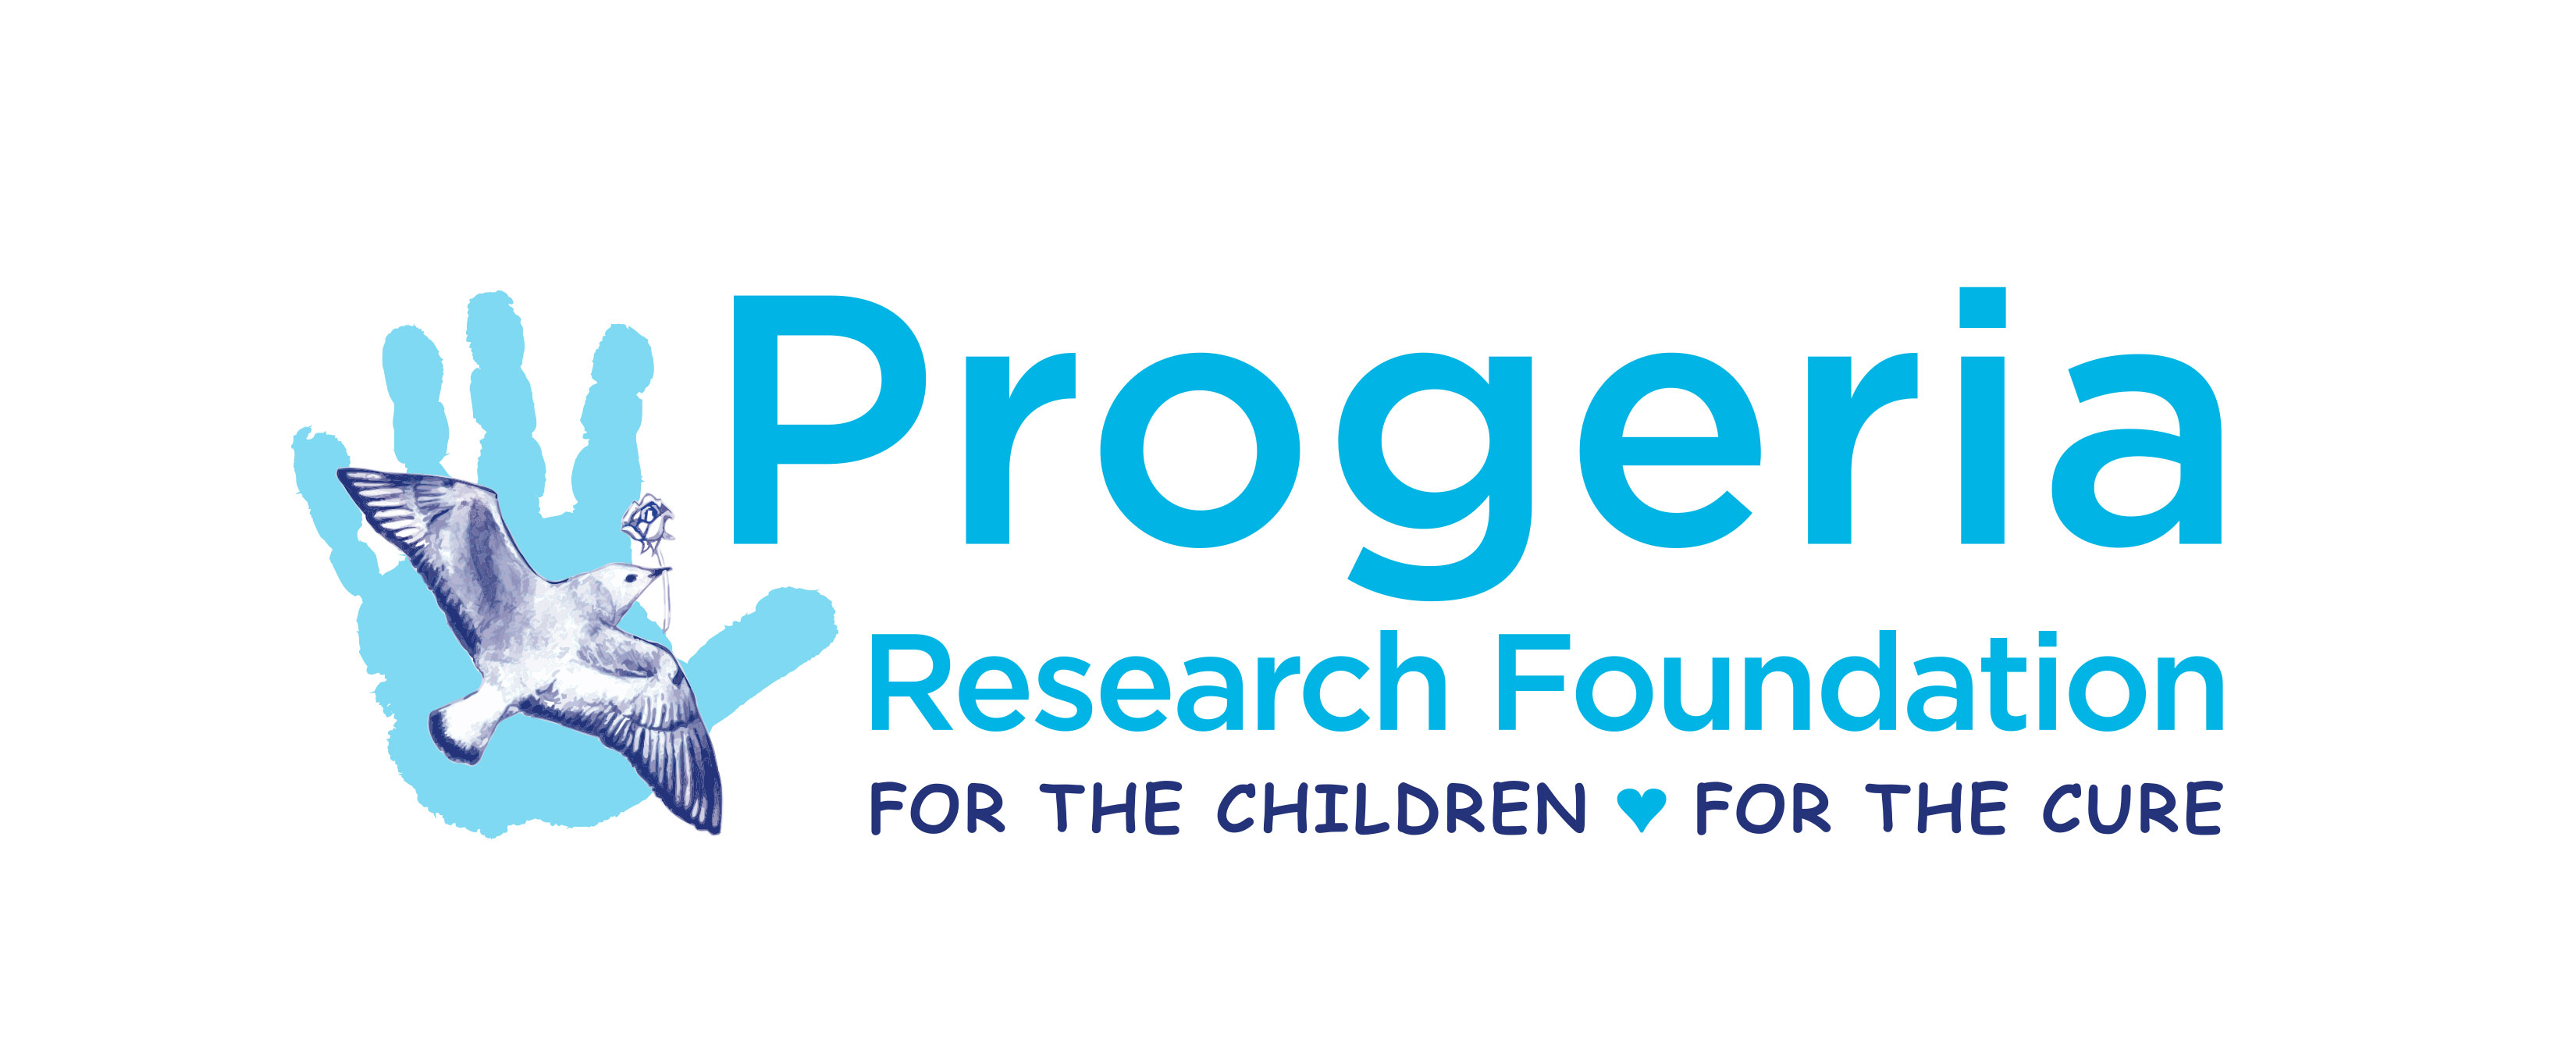 Progeria
Research Foundation
FOR THE CHILDREN ♥ FOR THE CURE